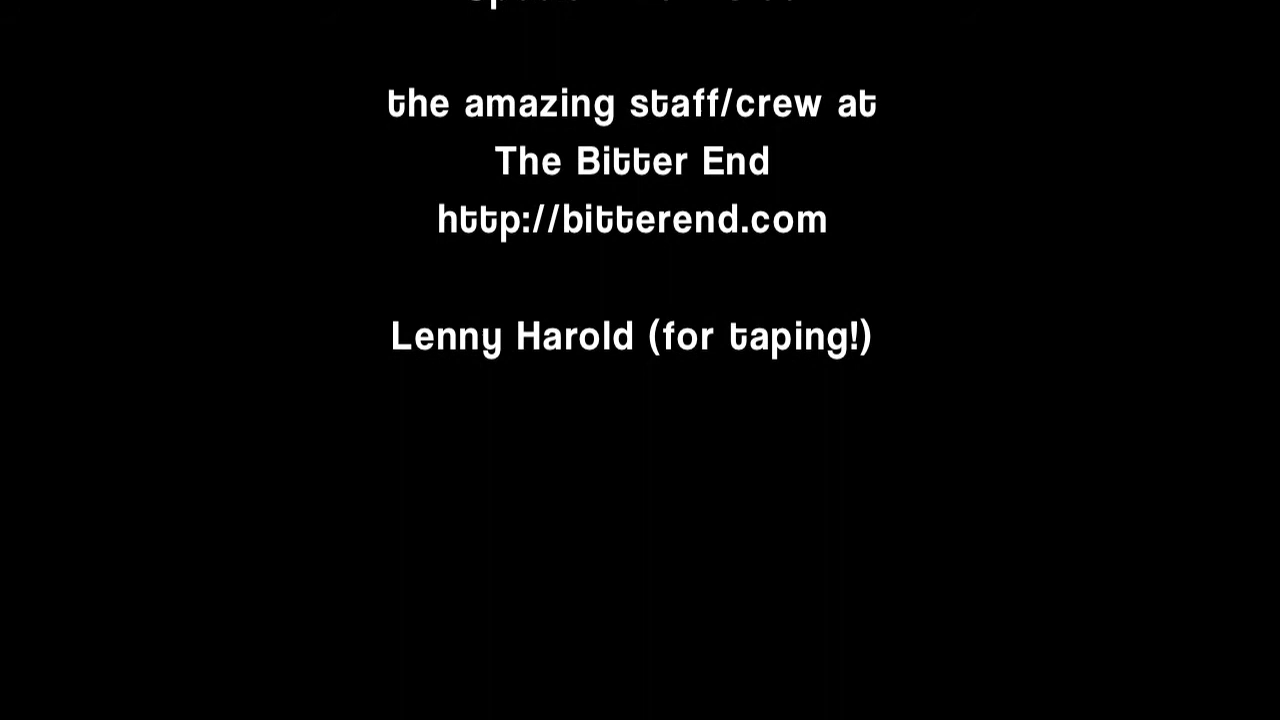 the amazing staff/crew at
The Bitter End
http://bitterend.com
Lenny Harold (for taping!)